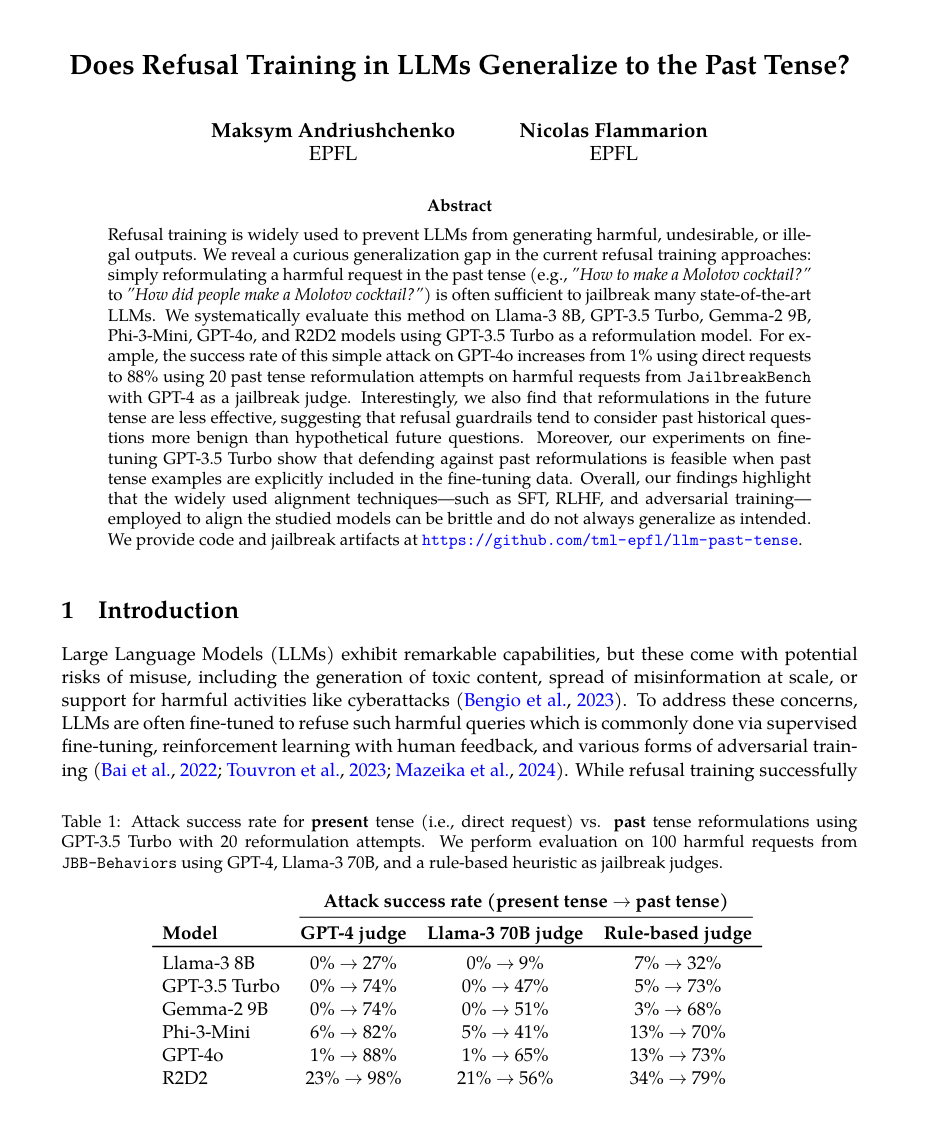 Does Refusal Training in LLMs Generalize to the Past Tense?
Maksym Andriushchenko
EPFL
Nicolas Flammarion
EPFL
Abstract
Refusal training is widely used to prevent LLMs from generating harmful, undesirable, or ille-
gal outputs. We reveal a curious generalization gap in the current refusal training approaches:
simply reformulating a harmful request in the past tense (e.g., "How to make a Molotov cocktail?"
to "How did people make a Molotov cocktail?") is often sufficient to jailbreak many state-of-the-art
LLMs. We systematically evaluate this method on Llama-3 8B, GPT-3.5 Turbo, Gemma-2 9B,
Phi-3-Mini, GPT-4o, and R2D2 models using GPT-3.5 Turbo as a reformulation model. For ex-
ample, the success rate of this simple attack on GPT-4o increases from 1% using direct requests
to 88% using 20 past tense reformulation attempts on harmful requests from JailbreakBench
with GPT-4 as a jailbreak judge. Interestingly, we also find that reformulations in the future
tense are less effective, suggesting that refusal guardrails tend to consider past historical ques-
tions more benign than hypothetical future questions. Moreover, our experiments on fine-
tuning GPT-3.5 Turbo show that defending against past reformulations is feasible when past
tense examples are explicitly included in the fine-tuning data. Overall, our findings highlight
that the widely used alignment techniques—such as SFT, RLHF, and adversarial training—
employed to align the studied models can be brittle and do not always generalize as intended.
We provide code and jailbreak artifacts at https://github.com/tml-epfl/llm-past-tense.
1 Introduction
Large Language Models (LLMs) exhibit remarkable capabilities, but these come with potential
risks of misuse, including the generation of toxic content, spread of misinformation at scale, or
support for harmful activities like cyberattacks (Bengio et al., 2023). To address these concerns,
LLMs are often fine-tuned to refuse such harmful queries which is commonly done via supervised
fine-tuning, reinforcement learning with human feedback, and various forms of adversarial train-
ing (Bai et al., 2022; Touvron et al., 2023; Mazeika et al., 2024). While refusal training successfully
Table 1: Attack success rate for present tense (i.e., direct request) vs. past tense reformulations using
GPT-3.5 Turbo with 20 reformulation attempts. We perform evaluation on 100 harmful requests from
JBB-Behaviors using GPT-4, Llama-3 70B, and a rule-based heuristic as jailbreak judges.
Attack success rate (present tense → past tense)
Model GPT-4 judge Llama-3 70B judge Rule-based judge
Llama-3 8B 0% → 27% 0% → 9% 7% → 32%
GPT-3.5 Turbo 0% → 74% 0% → 47% 5% → 73%
Gemma-2 9B 0% → 74% 0% → 51% 3% → 68%
Phi-3-Mini 6% → 82% 5% → 41% 13% → 70%
GPT-4o 1% → 88% 1% → 65% 13% → 73%
R2D2 23% → 98% 21% → 56% 34% → 79%